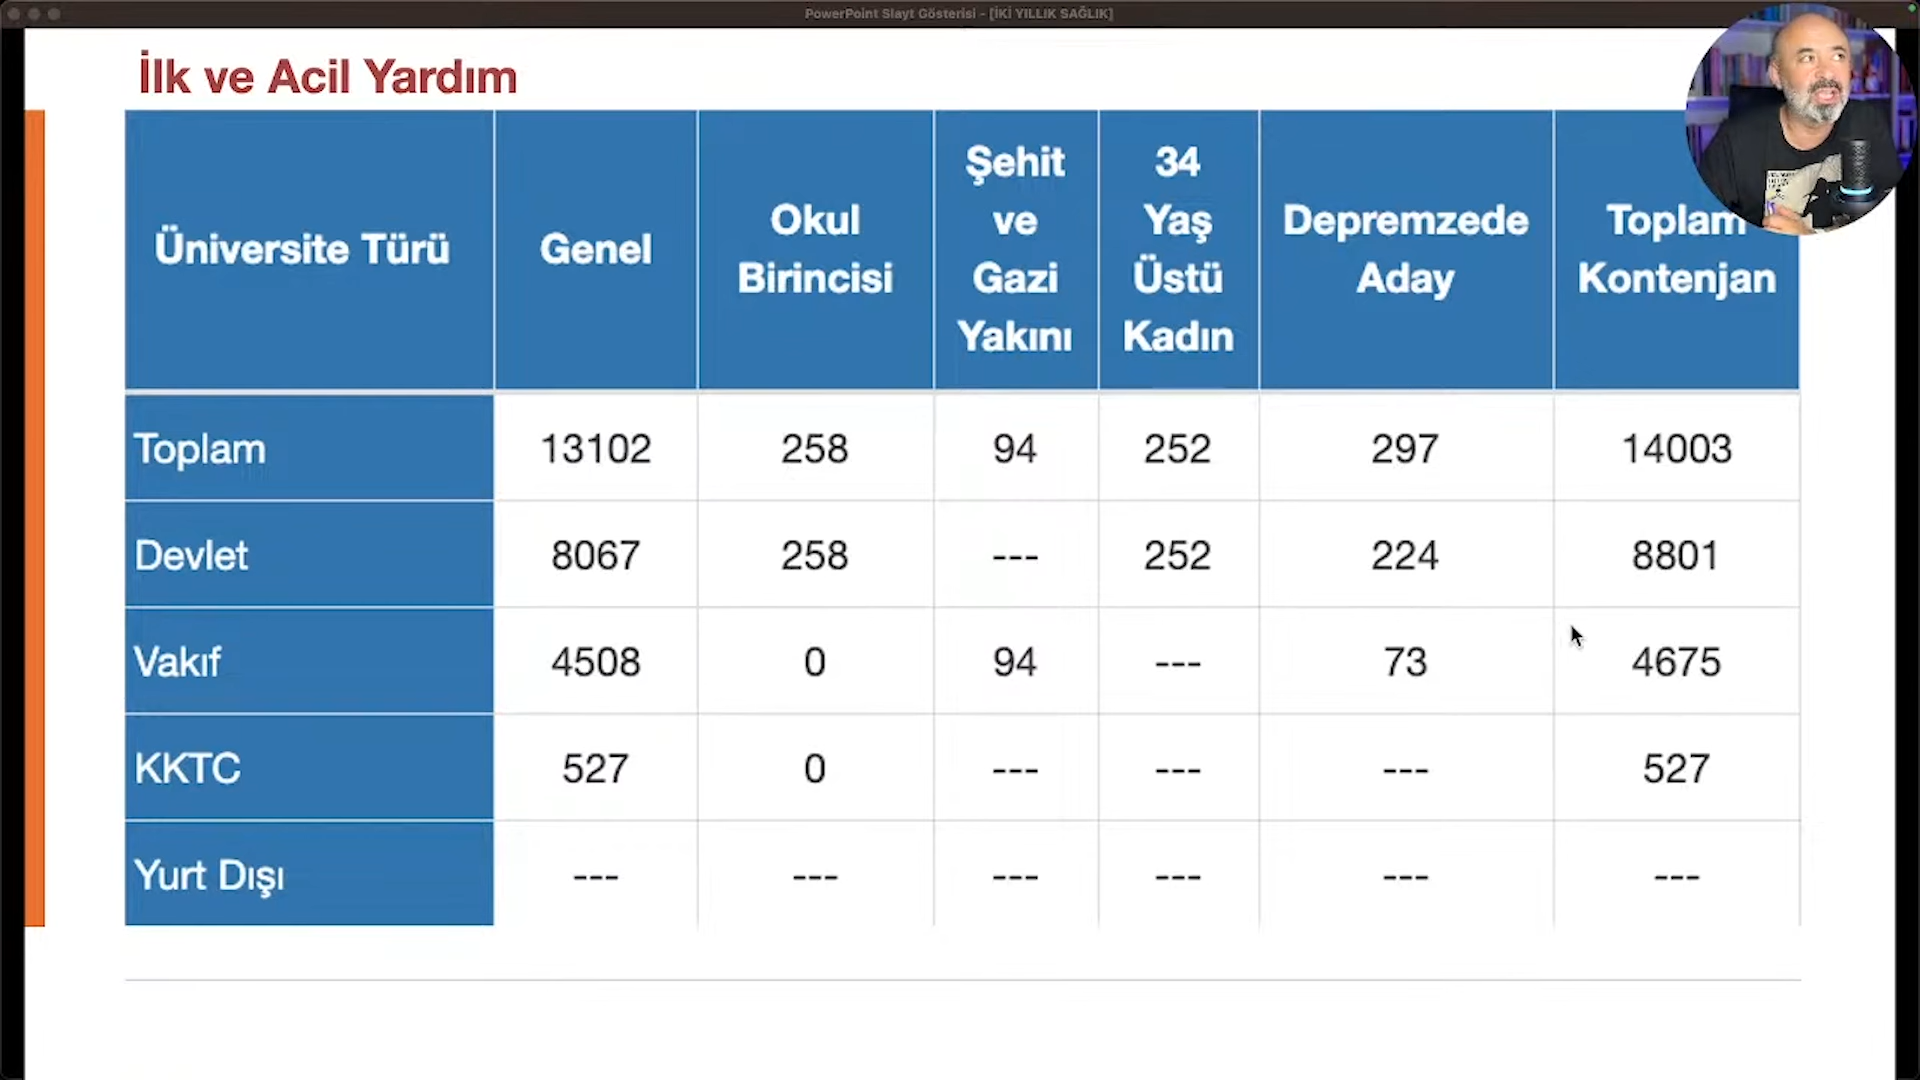 PowerPoint Slayt Gösterisi - [İKİ YILLIK SAĞLIK]
İlk ve Acil Yardım
Üniversite Türü Genel Okul Birincisi Şehit ve Gazi Yakını 34 Yaş Üstü Kadın Depremzede Aday Toplam Kontenjan
Toplam 13102 258 94 252 297 14003
Devlet 8067 258 --- 252 224 8801
Vakıf 4508 0 94 --- 73 4675
KKTC 527 0 --- --- --- 527
Yurt Dışı --- --- --- --- --- ---